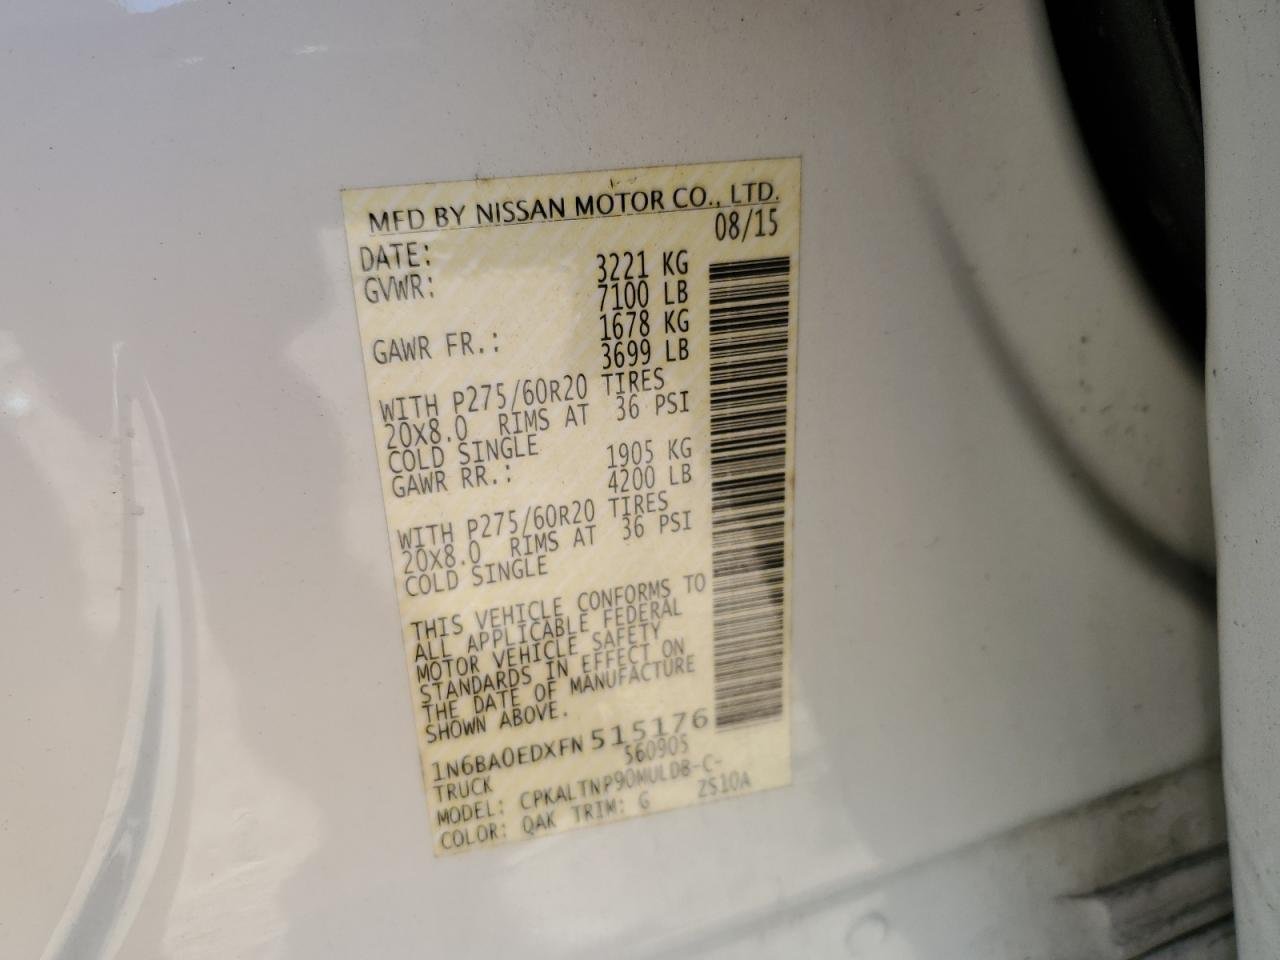 MFD BY NISSAN MOTOR CO., LTD.
DATE: 08/15
GVWR: 3221 KG
7100 LB
GAWR FR.: 1678 KG
3699 LB
WITH P275/60R20 TIRES
20X8.0 RIMS AT 36 PSI
COLD SINGLE
GAWR RR.: 1905 KG
4200 LB
WITH P275/60R20 TIRES
20X8.0 RIMS AT 36 PSI
COLD SINGLE
THIS VEHICLE CONFORMS TO
ALL APPLICABLE FEDERAL
MOTOR VEHICLE SAFETY
STANDARDS IN EFFECT ON
THE DATE OF MANUFACTURE
SHOWN ABOVE.
1N6BA0EDXFN515176
TRUCK 560905
MODEL: CPKALTNP90MULDB-C-
COLOR: QAK TRIM: G ZS10A